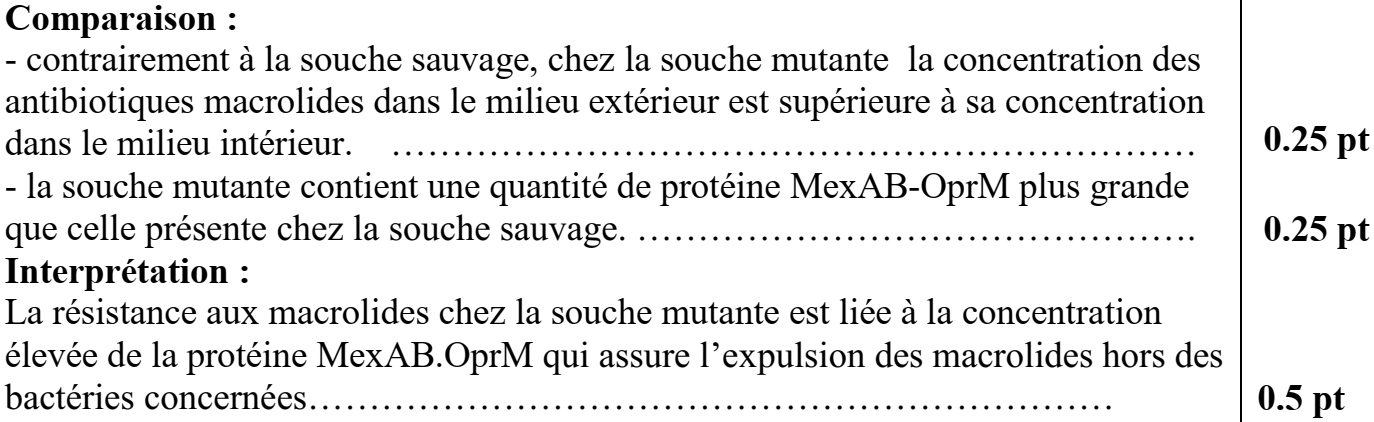 Comparaison :
- contrairement à la souche sauvage, chez la souche mutante  la concentration des
antibiotiques macrolides dans le milieu extérieur est supérieure à sa concentration
dans le milieu intérieur.    …………………………………………………………… 0.25 pt
- la souche mutante contient une quantité de protéine MexAB-OprM plus grande
que celle présente chez la souche sauvage. ………………………………………. 0.25 pt
Interprétation :
La résistance aux macrolides chez la souche mutante est liée à la concentration
élevée de la protéine MexAB.OprM qui assure l’expulsion des macrolides hors des
bactéries concernées………………………………………………………… 0.5 pt